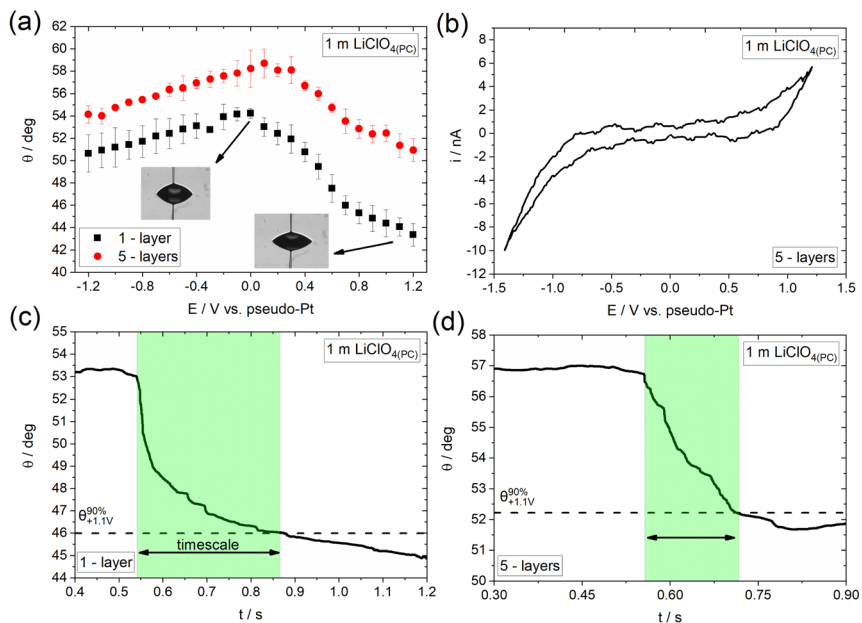 (a)
1 m LiClO4(PC)
60
58
56
54
52
50
48
46
44
42
40
θ / deg
1 - layer
5 - layers
-1.2 -0.8 -0.4 0.0 0.4 0.8 1.2
E / V vs. pseudo-Pt
(b)
1 m LiClO4(PC)
8
6
4
2
0
-2
-4
-6
-8
-10
-12
i / nA
5 - layers
-1.5 -1.0 -0.5 0.0 0.5 1.0 1.5
E / V vs. pseudo-Pt
(c)
1 m LiClO4(PC)
55
54
53
52
51
50
49
48
47
46
45
44
θ / deg
θ90%+1.1V
timescale
1 - layer
0.4 0.5 0.6 0.7 0.8 0.9 1.0 1.1 1.2
t / s
(d)
1 m LiClO4(PC)
58
57
56
55
54
53
52
51
50
θ / deg
θ90%+1.1V
5 - layers
0.30 0.45 0.60 0.75 0.90
t / s